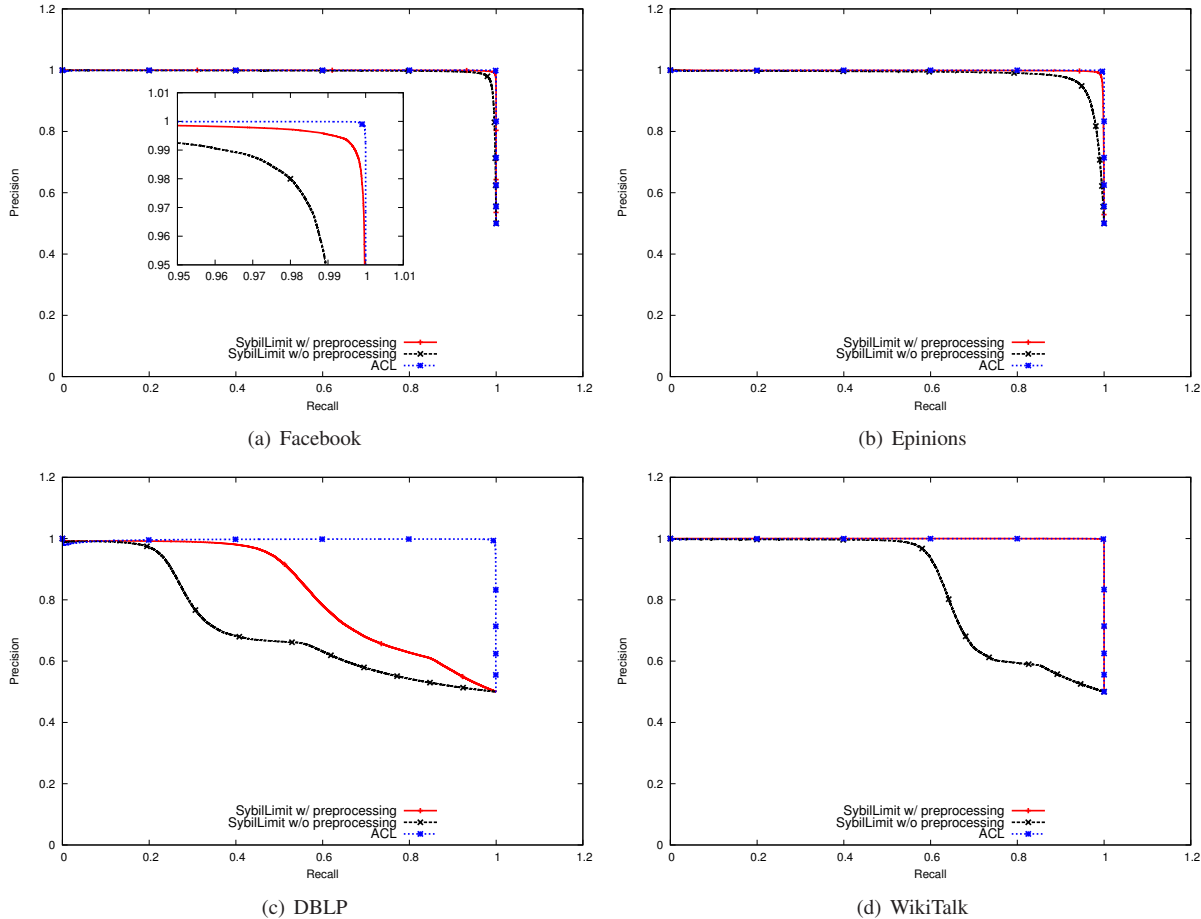 1.2
1
0.8
0.6
0.4
0.2
0
Precision
1.01
1
0.99
0.98
0.97
0.96
0.95
0.95 0.96 0.97 0.98 0.99 1 1.01
SybilLimit w/ preprocessing
SybilLimit w/o preprocessing
ACL
0 0.2 0.4 0.6 0.8 1 1.2
Recall
(a) Facebook
1.2
1
0.8
0.6
0.4
0.2
0
Precision
SybilLimit w/ preprocessing
SybilLimit w/o preprocessing
ACL
0 0.2 0.4 0.6 0.8 1 1.2
Recall
(b) Epinions
1.2
1
0.8
0.6
0.4
0.2
0
Precision
SybilLimit w/ preprocessing
SybilLimit w/o preprocessing
ACL
0 0.2 0.4 0.6 0.8 1 1.2
Recall
(c) DBLP
1.2
1
0.8
0.6
0.4
0.2
0
Precision
SybilLimit w/ preprocessing
SybilLimit w/o preprocessing
ACL
0 0.2 0.4 0.6 0.8 1 1.2
Recall
(d) WikiTalk